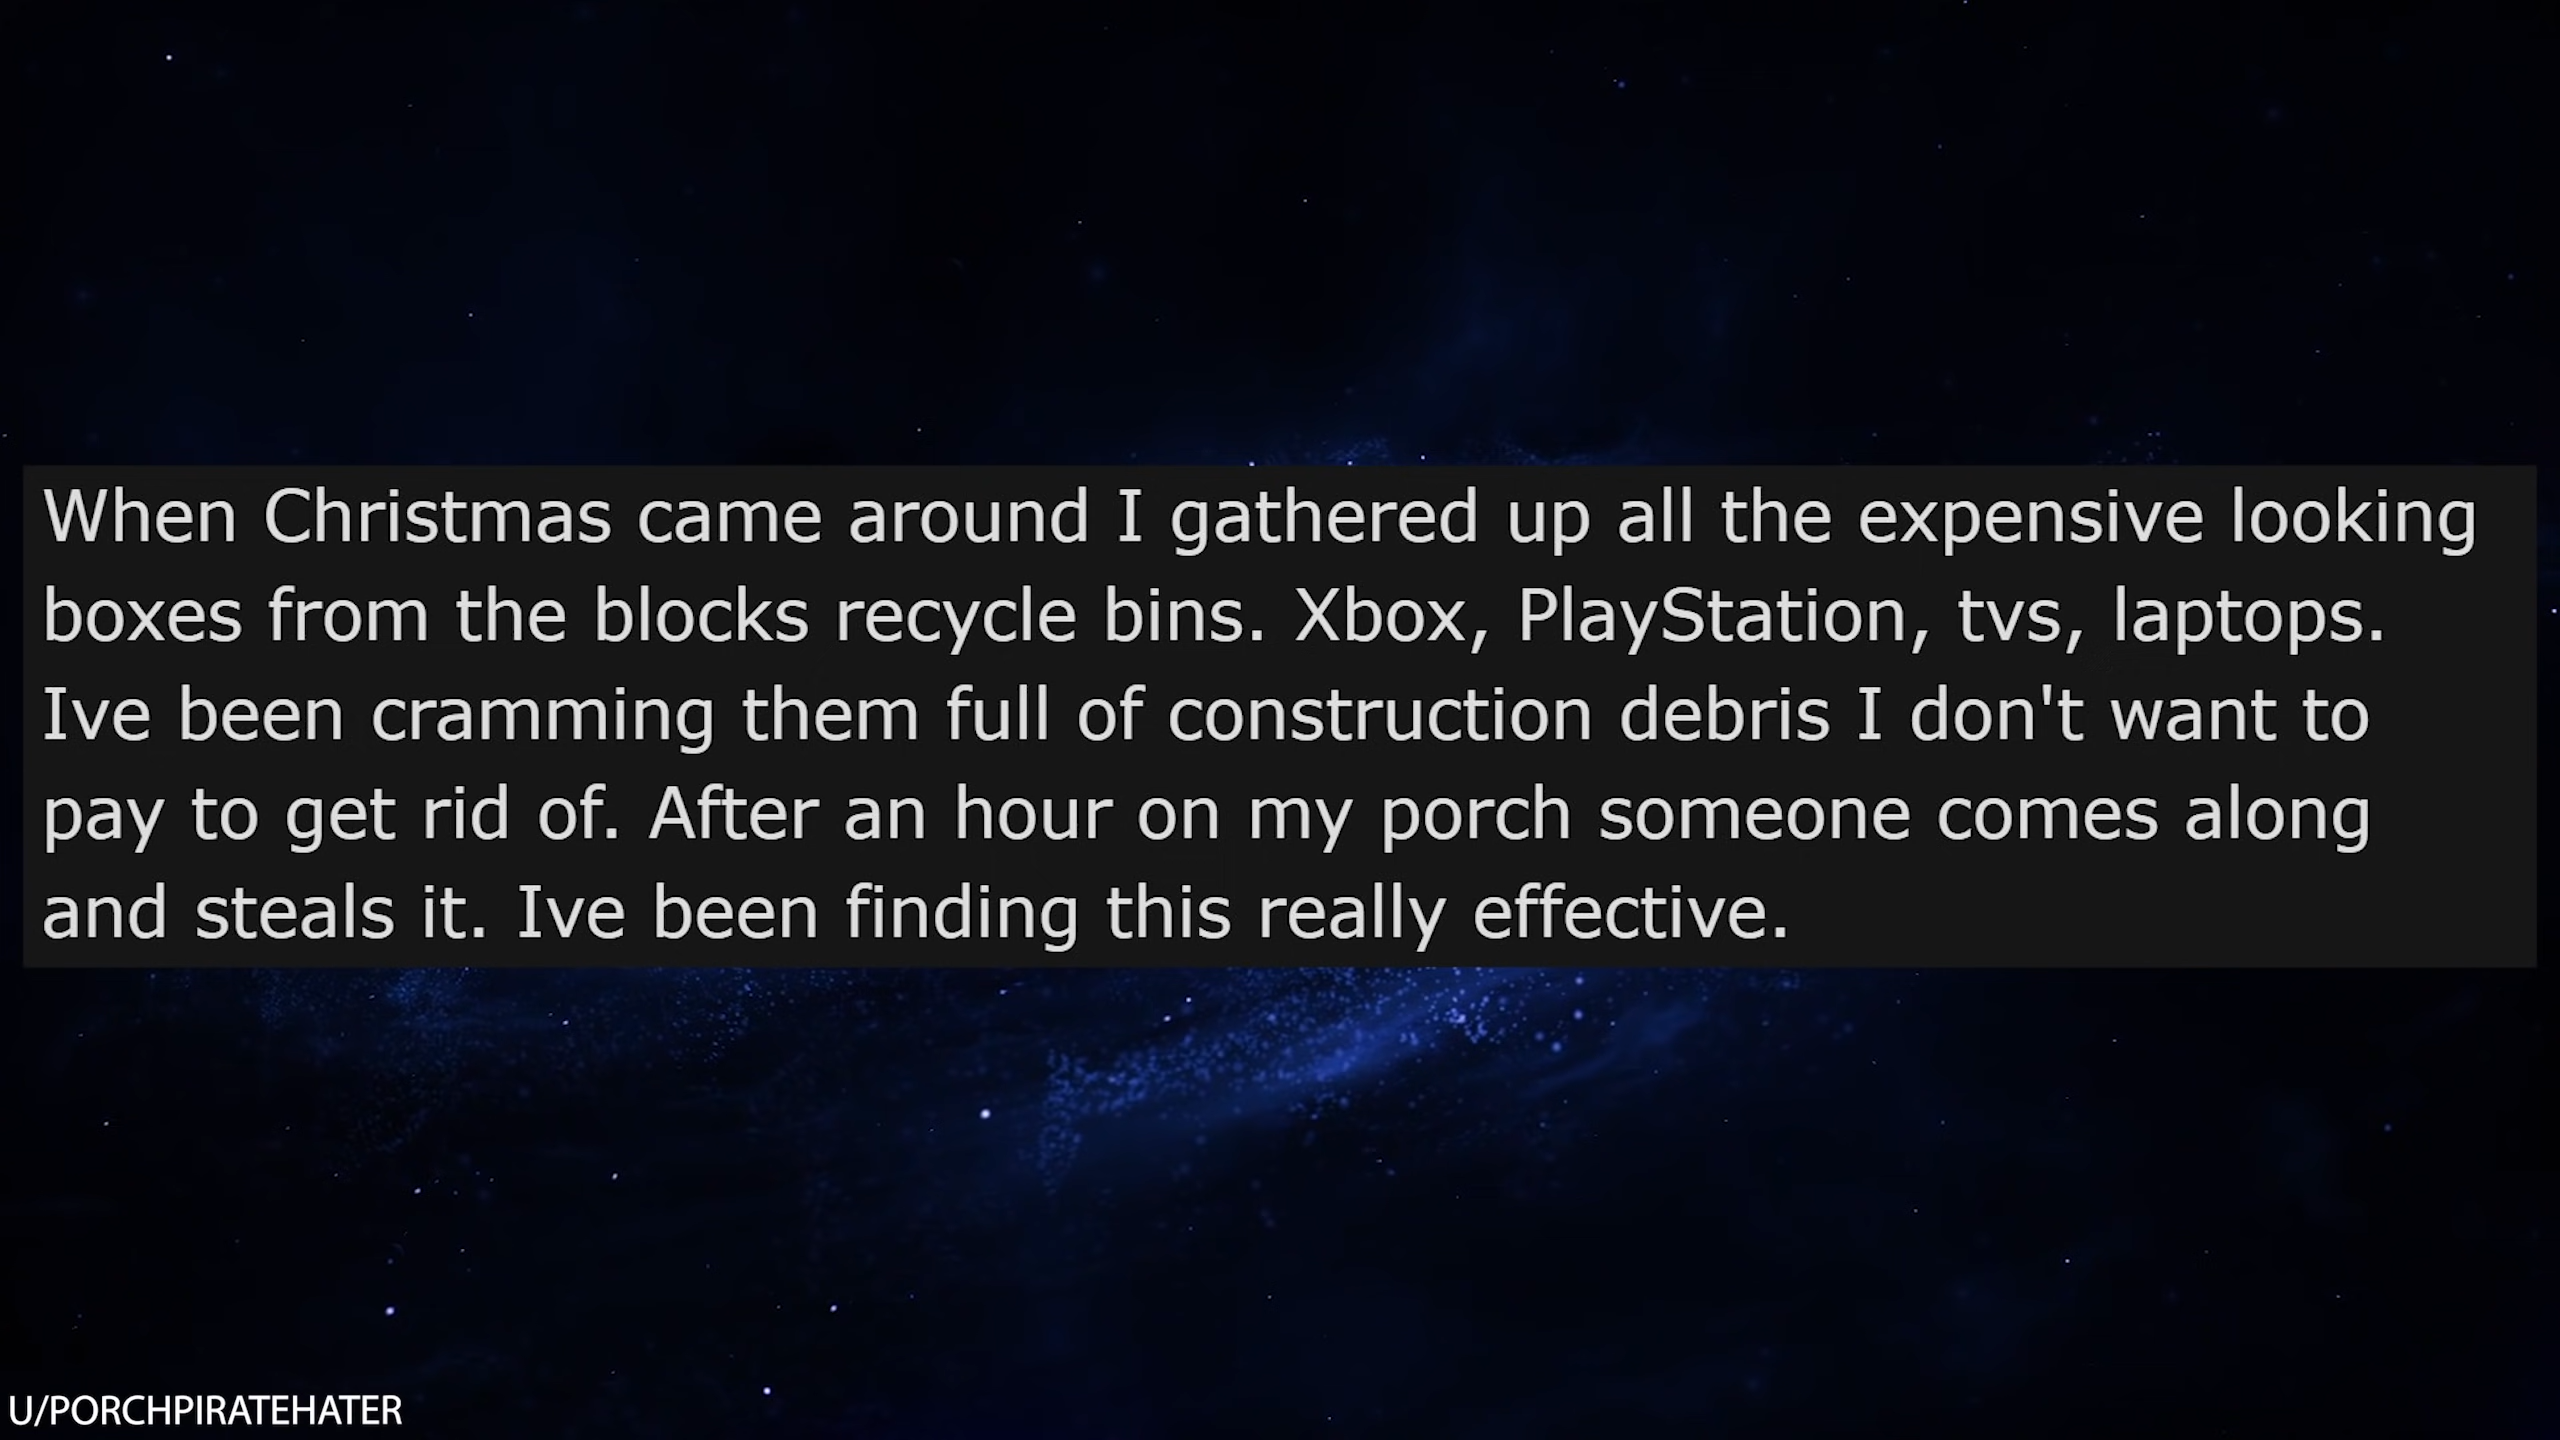 When Christmas came around I gathered up all the expensive looking
boxes from the blocks recycle bins. Xbox, PlayStation, tvs, laptops.
Ive been cramming them full of construction debris I don't want to
pay to get rid of. After an hour on my porch someone comes along
and steals it. Ive been finding this really effective.
U/PORCHPIRATEHATER